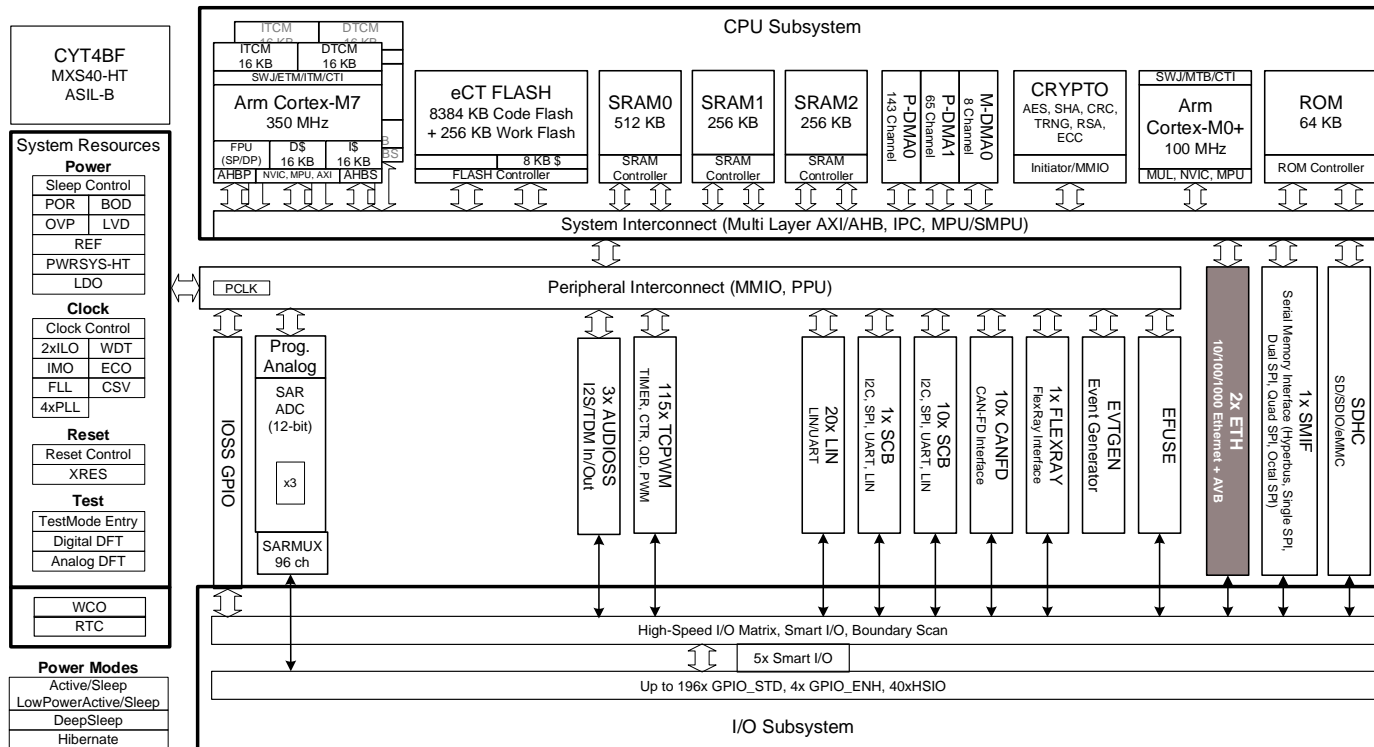 CYT4BF
MXS40-HT
ASIL-B
System Resources
Power
Sleep Control
POR BOD
OVP LVD
REF
PWRSYS-HT
LDO
Clock
Clock Control
2xILO WDT
IMO ECO
FLL CSV
4xPLL
Reset
Reset Control
XRES
Test
TestMode Entry
Digital DFT
Analog DFT
WCO
RTC
Power Modes
Active/Sleep
LowPowerActive/Sleep
DeepSleep
Hibernate
CPU Subsystem
ITCM DTCM
16 KB 16 KB
ITCM DTCM
16 KB 16 KB
SWJ/ETM/ITM/CTI
Arm Cortex-M7
350 MHz
FPU
(SP/DP)
D$
16 KB
I$
16 KB
AHBP NVIC, MPU, AXI AHBS
eCT FLASH
8384 KB Code Flash
+ 256 KB Work Flash
8 KB $
FLASH Controller
SRAM0
512 KB
SRAM
Controller
SRAM1
256 KB
SRAM
Controller
SRAM2
256 KB
SRAM
Controller
P-DMA0
143 Channel
P-DMA1
65 Channel
M-DMA0
8 Channel
CRYPTO
AES, SHA, CRC,
TRNG, RSA,
ECC
Initiator/MMIO
SWJ/MTB/CTI
Arm
Cortex-M0+
100 MHz
MUL, NVIC, MPU
ROM
64 KB
ROM Controller
System Interconnect (Multi Layer AXI/AHB, IPC, MPU/SMPU)
PCLK
Peripheral Interconnect (MMIO, PPU)
IOSS GPIO
Prog.
Analog
SAR
ADC
(12-bit)
x3
SARMUX
96 ch
3x AUDIOSS
I2S/TDM In/Out
115x TCPWM
TIMER, CTR, QD, PWM
20x LIN
LIN/UART
1x SCB
I2C, SPI, UART, LIN
10x SCB
I2C, SPI, UART, LIN
10x CANFD
CAN-FD Interface
1x FLEXRAY
FlexRay Interface
EVTGEN
Event Generator
EFUSE
2x ETH
10/100/1000 Ethernet + AVB
1x SMIF
Serial Memory Interface (Hyperbus, Single SPI,
Dual SPI, Quad SPI, Octal SPI)
SDHC
SD/SDIO/eMMC
High-Speed I/O Matrix, Smart I/O, Boundary Scan
5x Smart I/O
Up to 196x GPIO_STD, 4x GPIO_ENH, 40xHSIO
I/O Subsystem